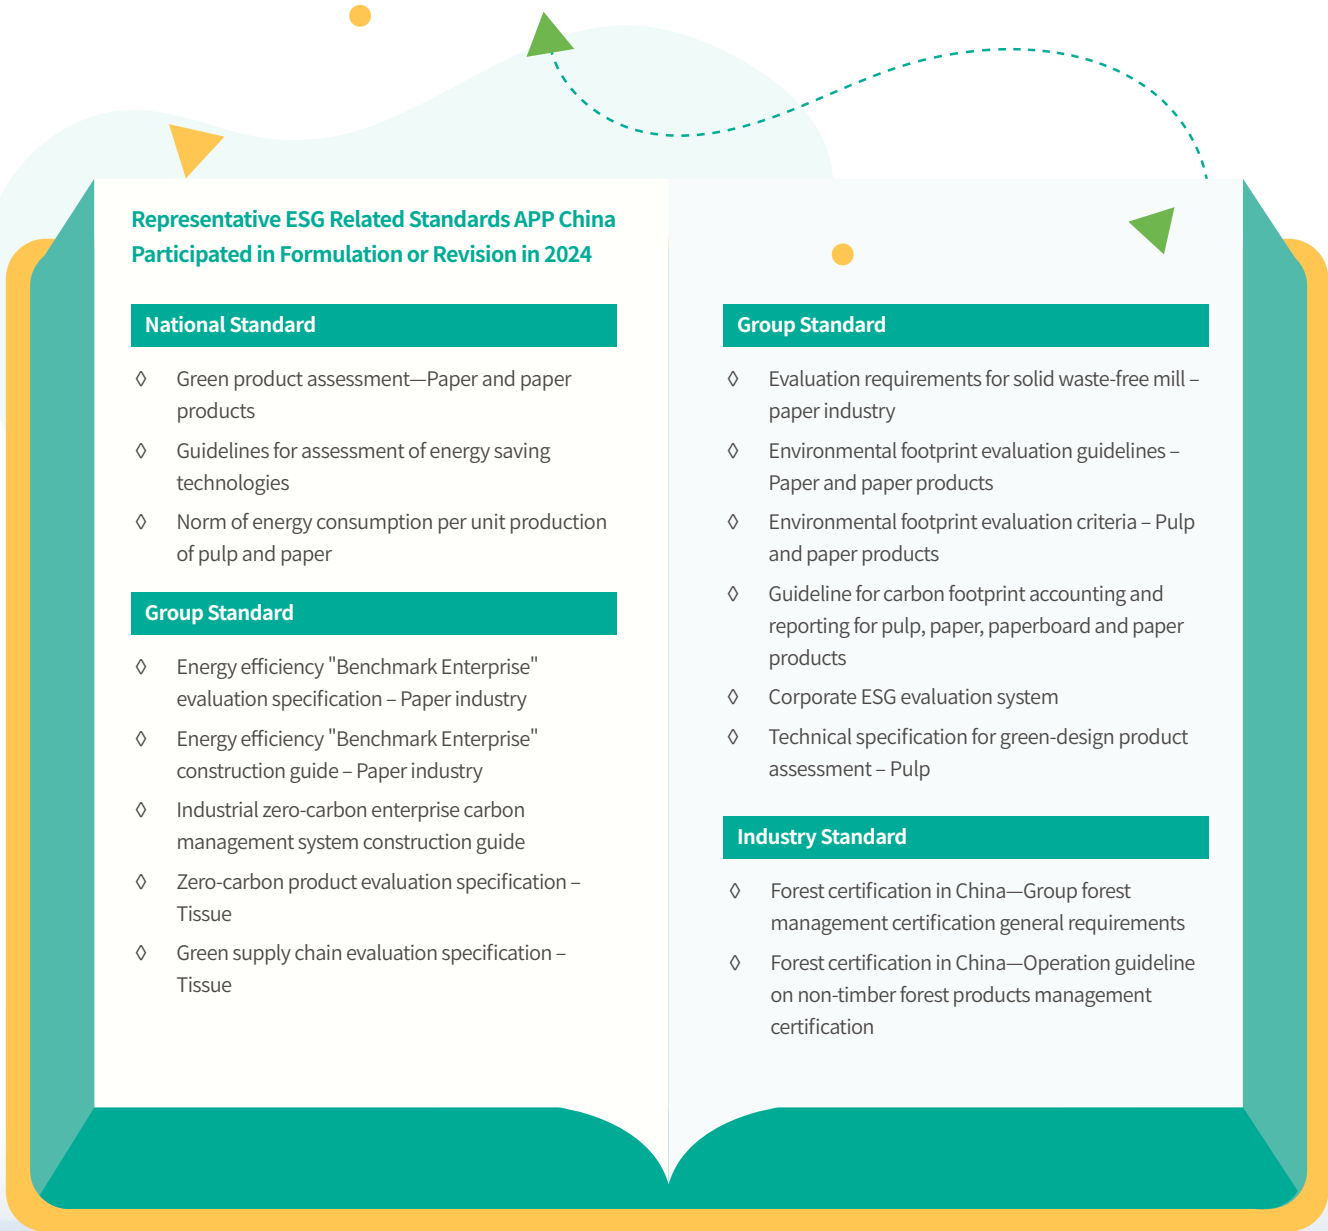 Representative ESG Related Standards APP China
Participated in Formulation or Revision in 2024
National Standard
◊ Green product assessment—Paper and paper
products
◊ Guidelines for assessment of energy saving
technologies
◊ Norm of energy consumption per unit production
of pulp and paper
Group Standard
◊ Energy efficiency "Benchmark Enterprise"
evaluation specification – Paper industry
◊ Energy efficiency "Benchmark Enterprise"
construction guide – Paper industry
◊ Industrial zero-carbon enterprise carbon
management system construction guide
◊ Zero-carbon product evaluation specification –
Tissue
◊ Green supply chain evaluation specification –
Tissue
Group Standard
◊ Evaluation requirements for solid waste-free mill –
paper industry
◊ Environmental footprint evaluation guidelines –
Paper and paper products
◊ Environmental footprint evaluation criteria – Pulp
and paper products
◊ Guideline for carbon footprint accounting and
reporting for pulp, paper, paperboard and paper
products
◊ Corporate ESG evaluation system
◊ Technical specification for green-design product
assessment – Pulp
Industry Standard
◊ Forest certification in China—Group forest
management certification general requirements
◊ Forest certification in China—Operation guideline
on non-timber forest products management
certification